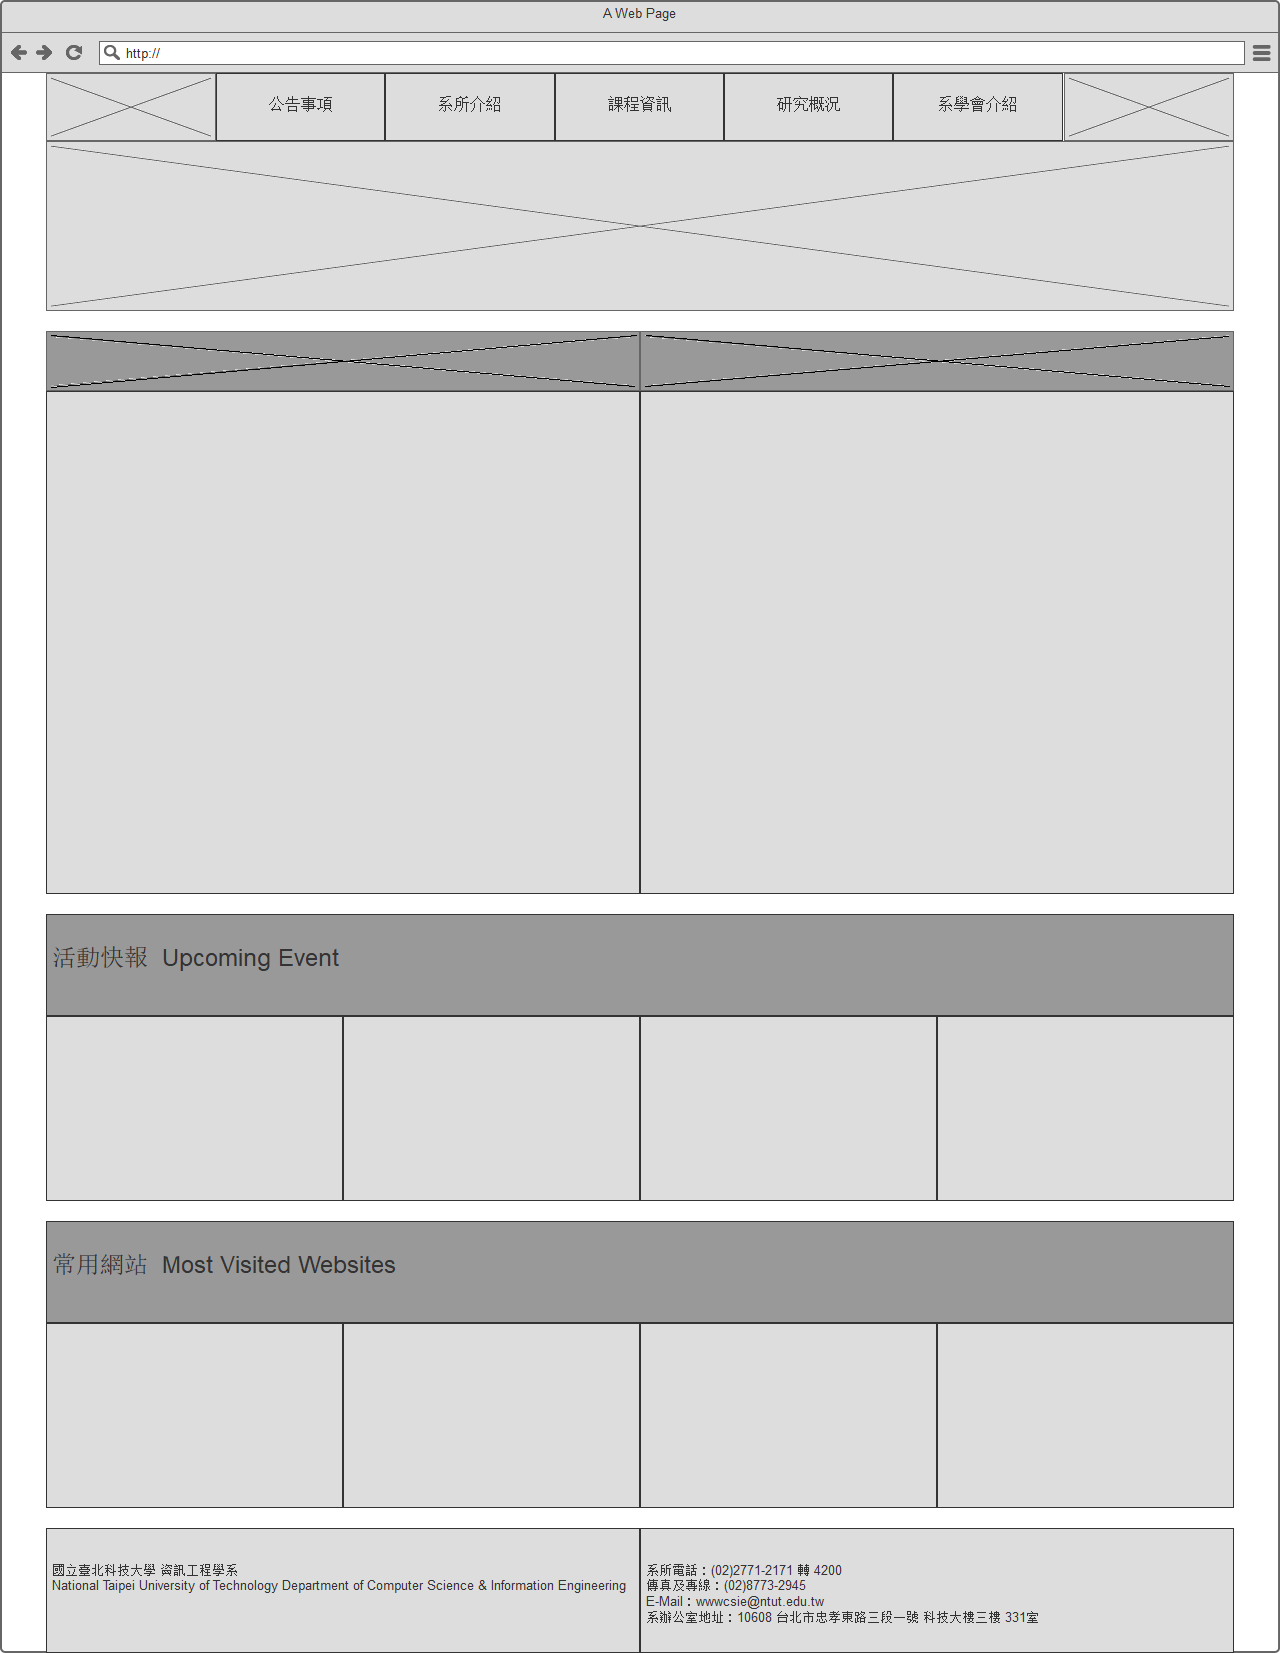 A Web Page
http://
公告事項
系所介紹
課程資訊
研究概況
系學會介紹
活動快報 Upcoming Event
常用網站 Most Visited Websites
國立臺北科技大學 資訊工程學系
National Taipei University of Technology Department of Computer Science & Information Engineering
系所電話：(02)2771-2171 轉 4200
傳真及專線：(02)8773-2945
E-Mail：wwwcsie@ntut.edu.tw
系辦公室地址：10608 台北市忠孝東路三段一號 科技大樓三樓 331室